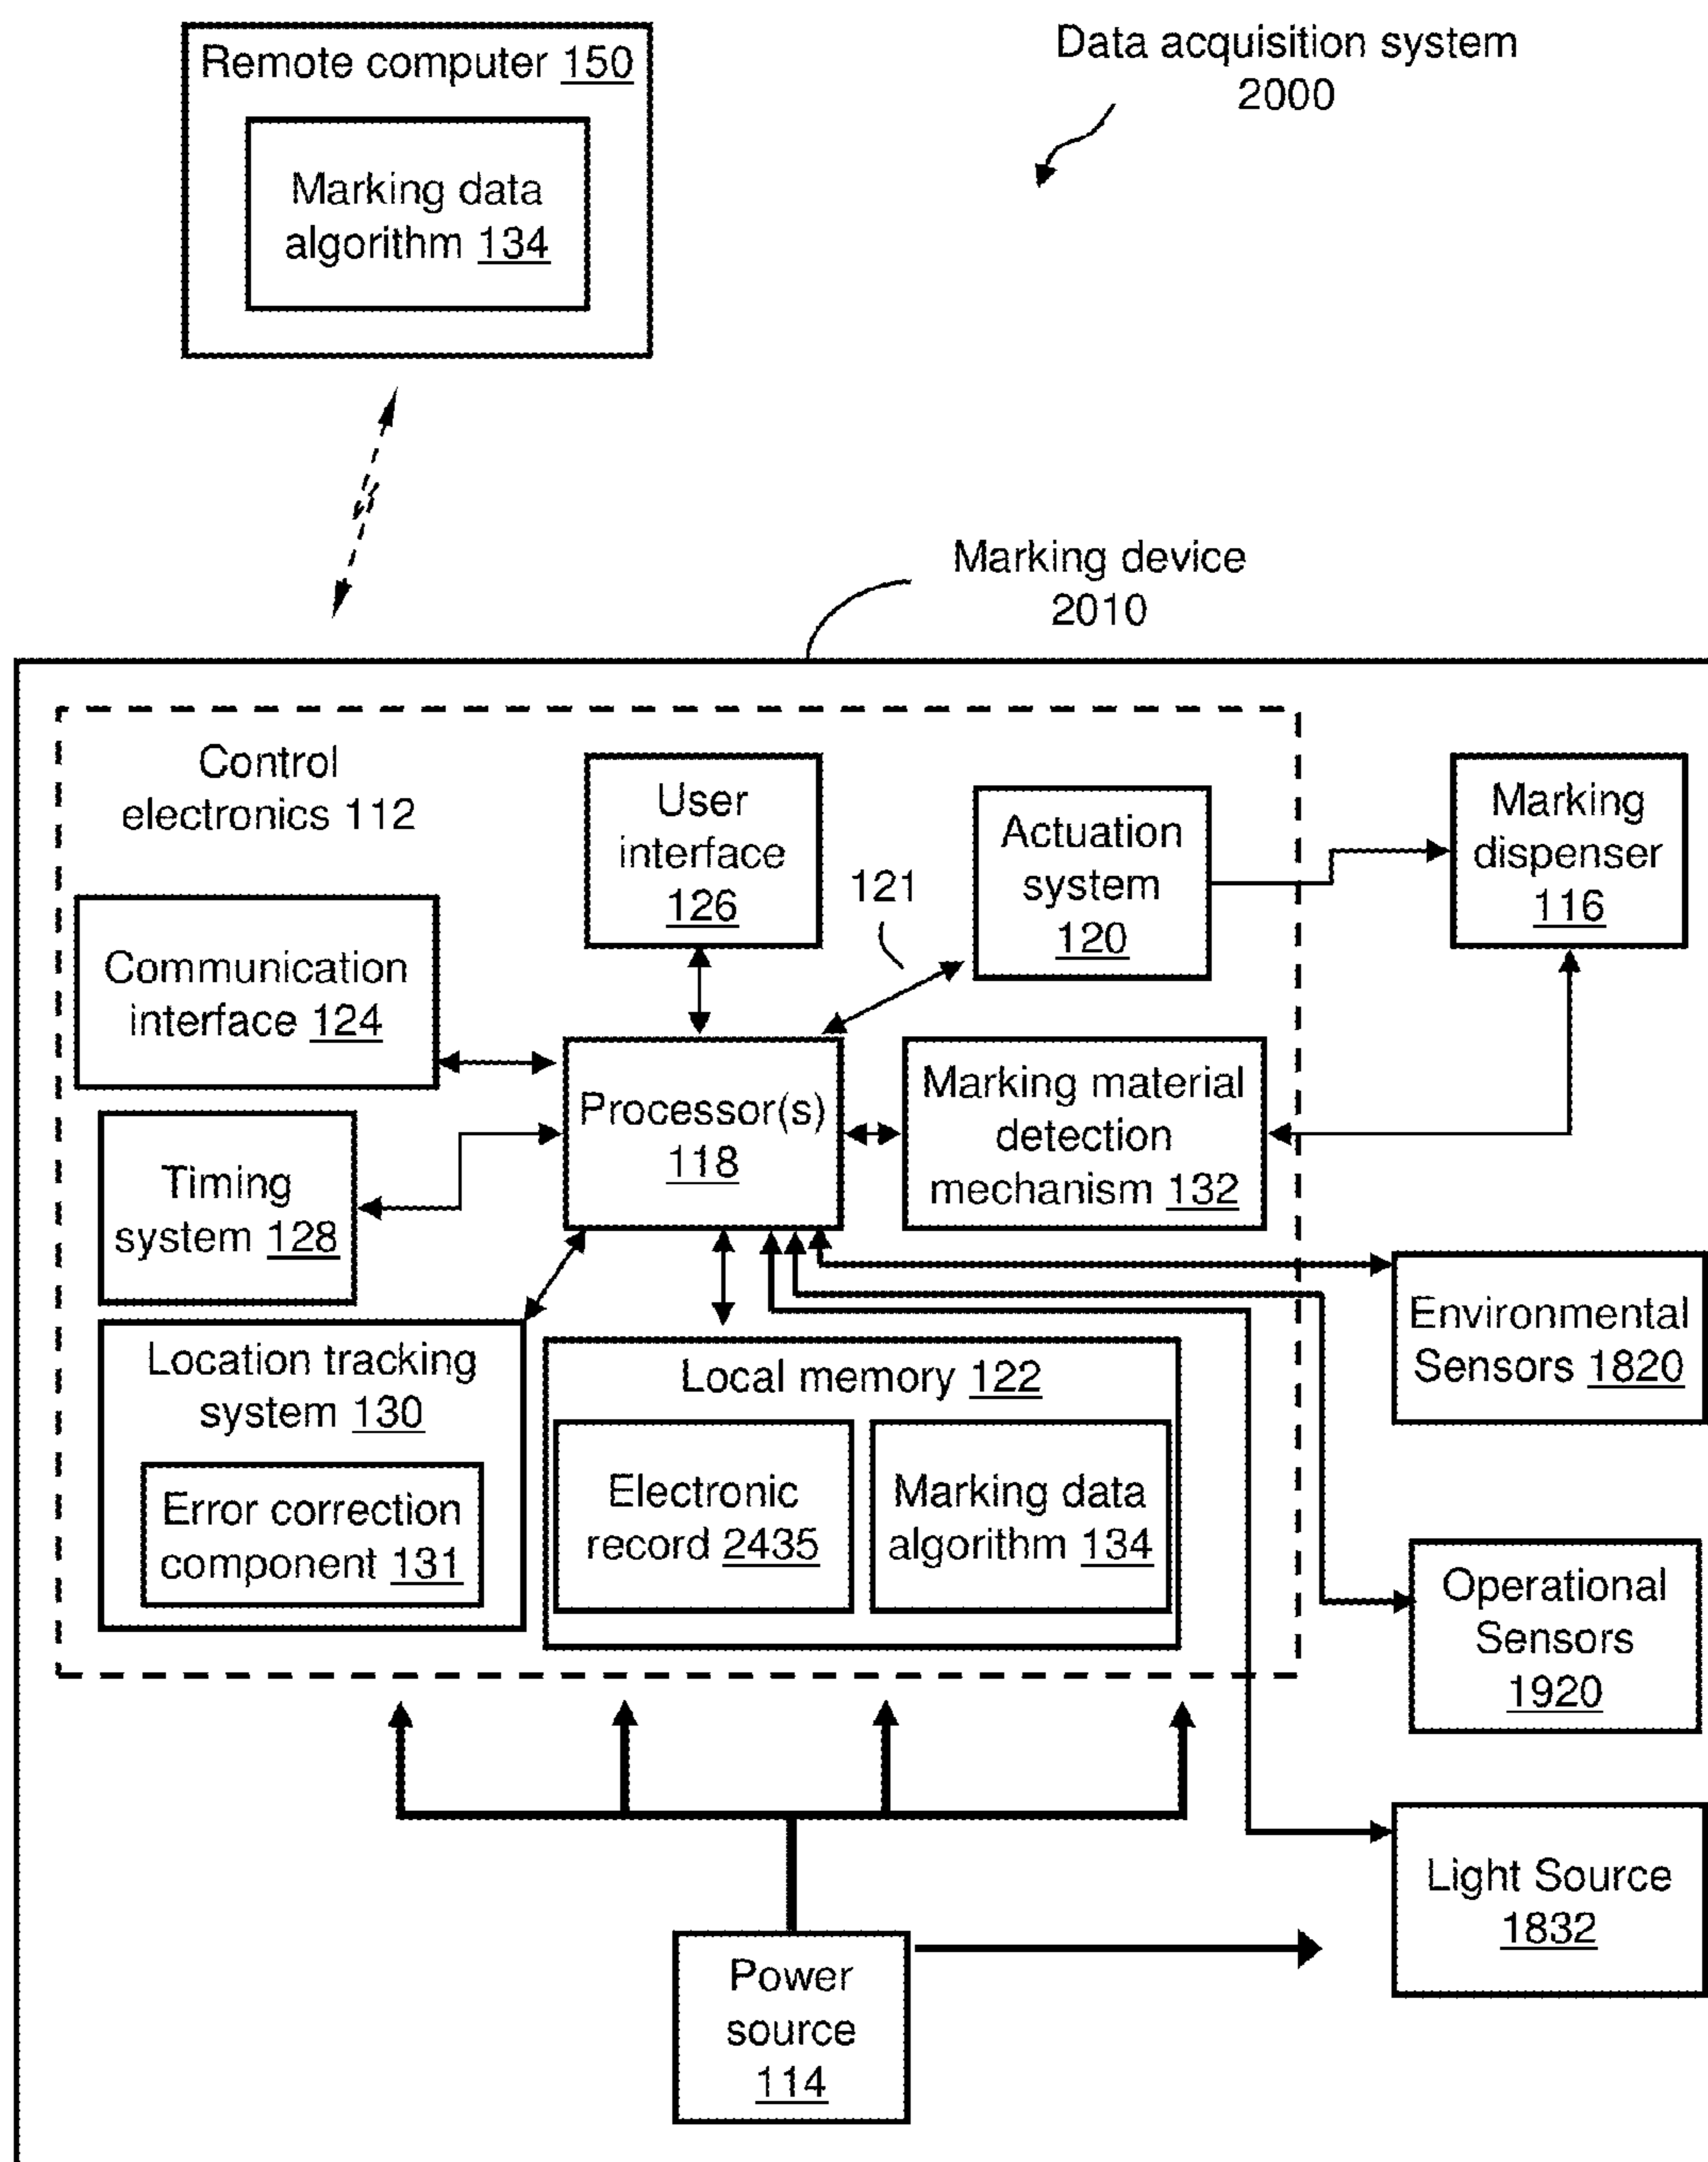 Remote computer 150
Marking data
algorithm 134
Data acquisition system
2000
Marking device
2010
Control
electronics 112
User
interface
126
Actuation
system
120
Marking
dispenser
116
121
Communication
interface 124
Processor(s)
118
Marking material
detection
mechanism 132
Timing
system 128
Environmental
Sensors 1820
Location tracking
system 130
Error correction
component 131
Local memory 122
Electronic
record 2435
Marking data
algorithm 134
Operational
Sensors
1920
Light Source
1832
Power
source
114